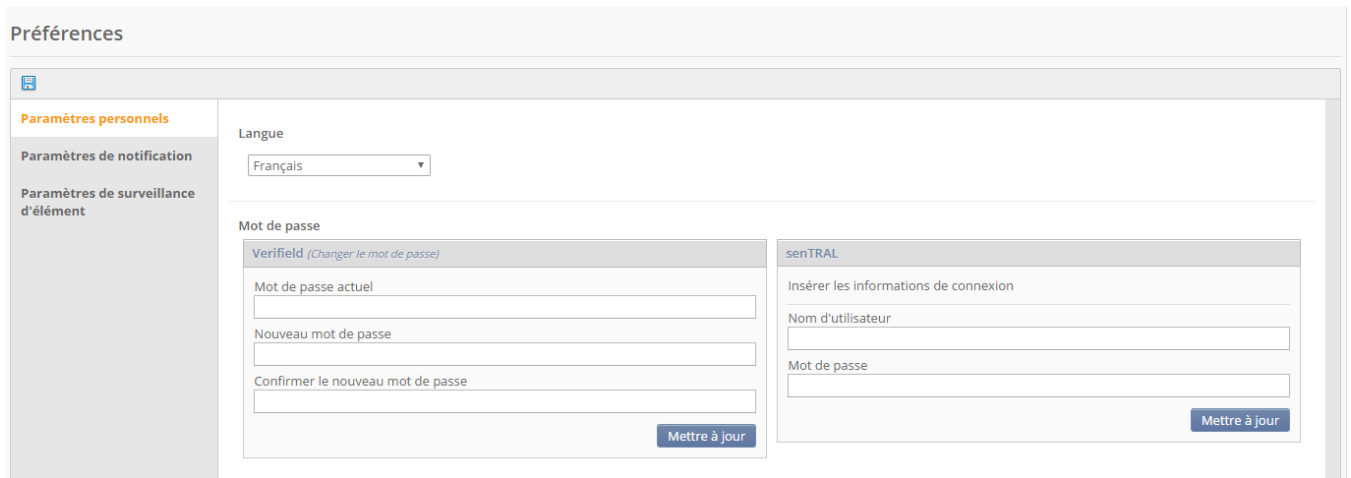 Préférences
Paramètres personnels
Paramètres de notification
Paramètres de surveillance
d'élément
Langue
Français
Mot de passe
Verifield (Changer le mot de passe)
Mot de passe actuel
Nouveau mot de passe
Confirmer le nouveau mot de passe
Mettre à jour
senTRAL
Insérer les informations de connexion
Nom d'utilisateur
Mot de passe
Mettre à jour